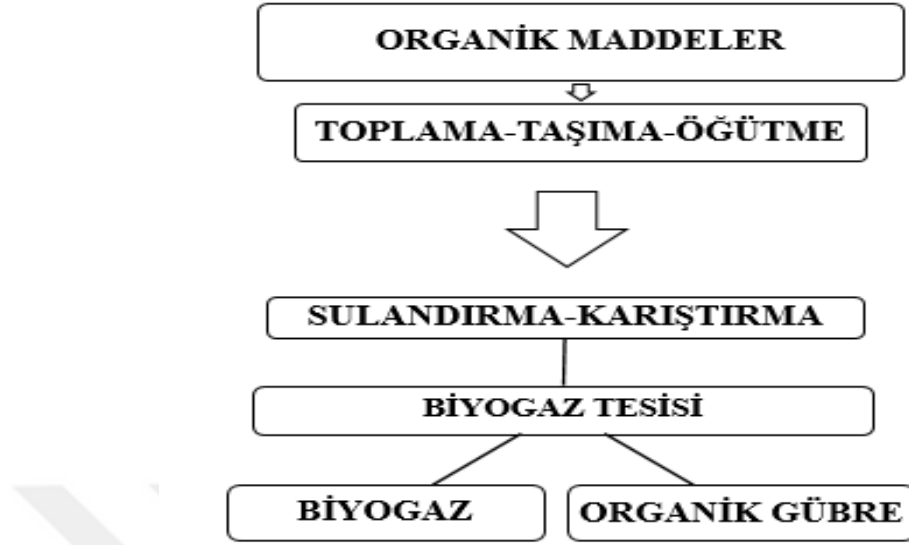 ORGANİK MADDELER
TOPLAMA-TAŞIMA-ÖĞÜTME
SULANDIRMA-KARIŞTIRMA
BİYOGAZ TESİSİ
BİYOGAZ
ORGANİK GÜBRE